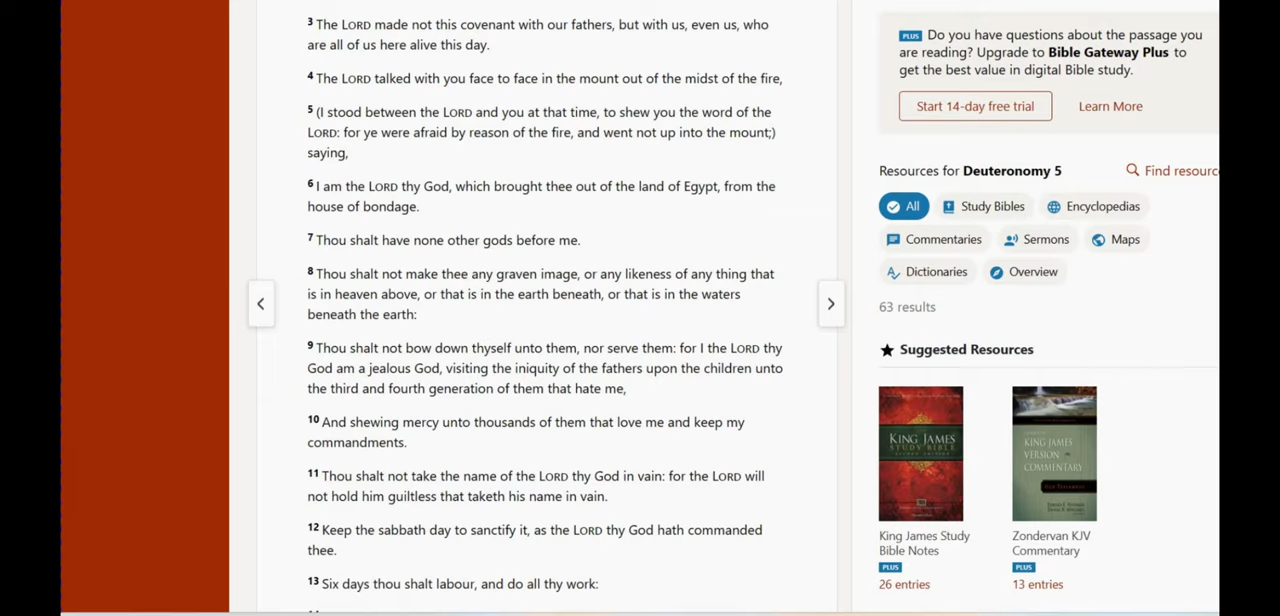 3 The LORD made not this covenant with our fathers, but with us, even us, who
are all of us here alive this day.
4 The LORD talked with you face to face in the mount out of the midst of the fire,
5 (I stood between the LORD and you at that time, to shew you the word of the
LORD: for ye were afraid by reason of the fire, and went not up into the mount;)
saying,
6 I am the LORD thy God, which brought thee out of the land of Egypt, from the
house of bondage.
7 Thou shalt have none other gods before me.
8 Thou shalt not make thee any graven image, or any likeness of any thing that
is in heaven above, or that is in the earth beneath, or that is in the waters
beneath the earth:
9 Thou shalt not bow down thyself unto them, nor serve them: for I the LORD thy
God am a jealous God, visiting the iniquity of the fathers upon the children unto
the third and fourth generation of them that hate me,
10 And shewing mercy unto thousands of them that love me and keep my
commandments.
11 Thou shalt not take the name of the LORD thy God in vain: for the LORD will
not hold him guiltless that taketh his name in vain.
12 Keep the sabbath day to sanctify it, as the LORD thy God hath commanded
thee.
13 Six days thou shalt labour, and do all thy work:
PLUS Do you have questions about the passage you
are reading? Upgrade to Bible Gateway Plus to
get the best value in digital Bible study.
Start 14-day free trial Learn More
Resources for Deuteronomy 5 Find resourc
All Study Bibles Encyclopedias
Commentaries Sermons Maps
Dictionaries Overview
63 results
Suggested Resources
KING JAMES
STUDY BIBLE
KING JAMES
VERSION
COMMENTARY
King James Study
Bible Notes
PLUS
26 entries
Zondervan KJV
Commentary
PLUS
13 entries